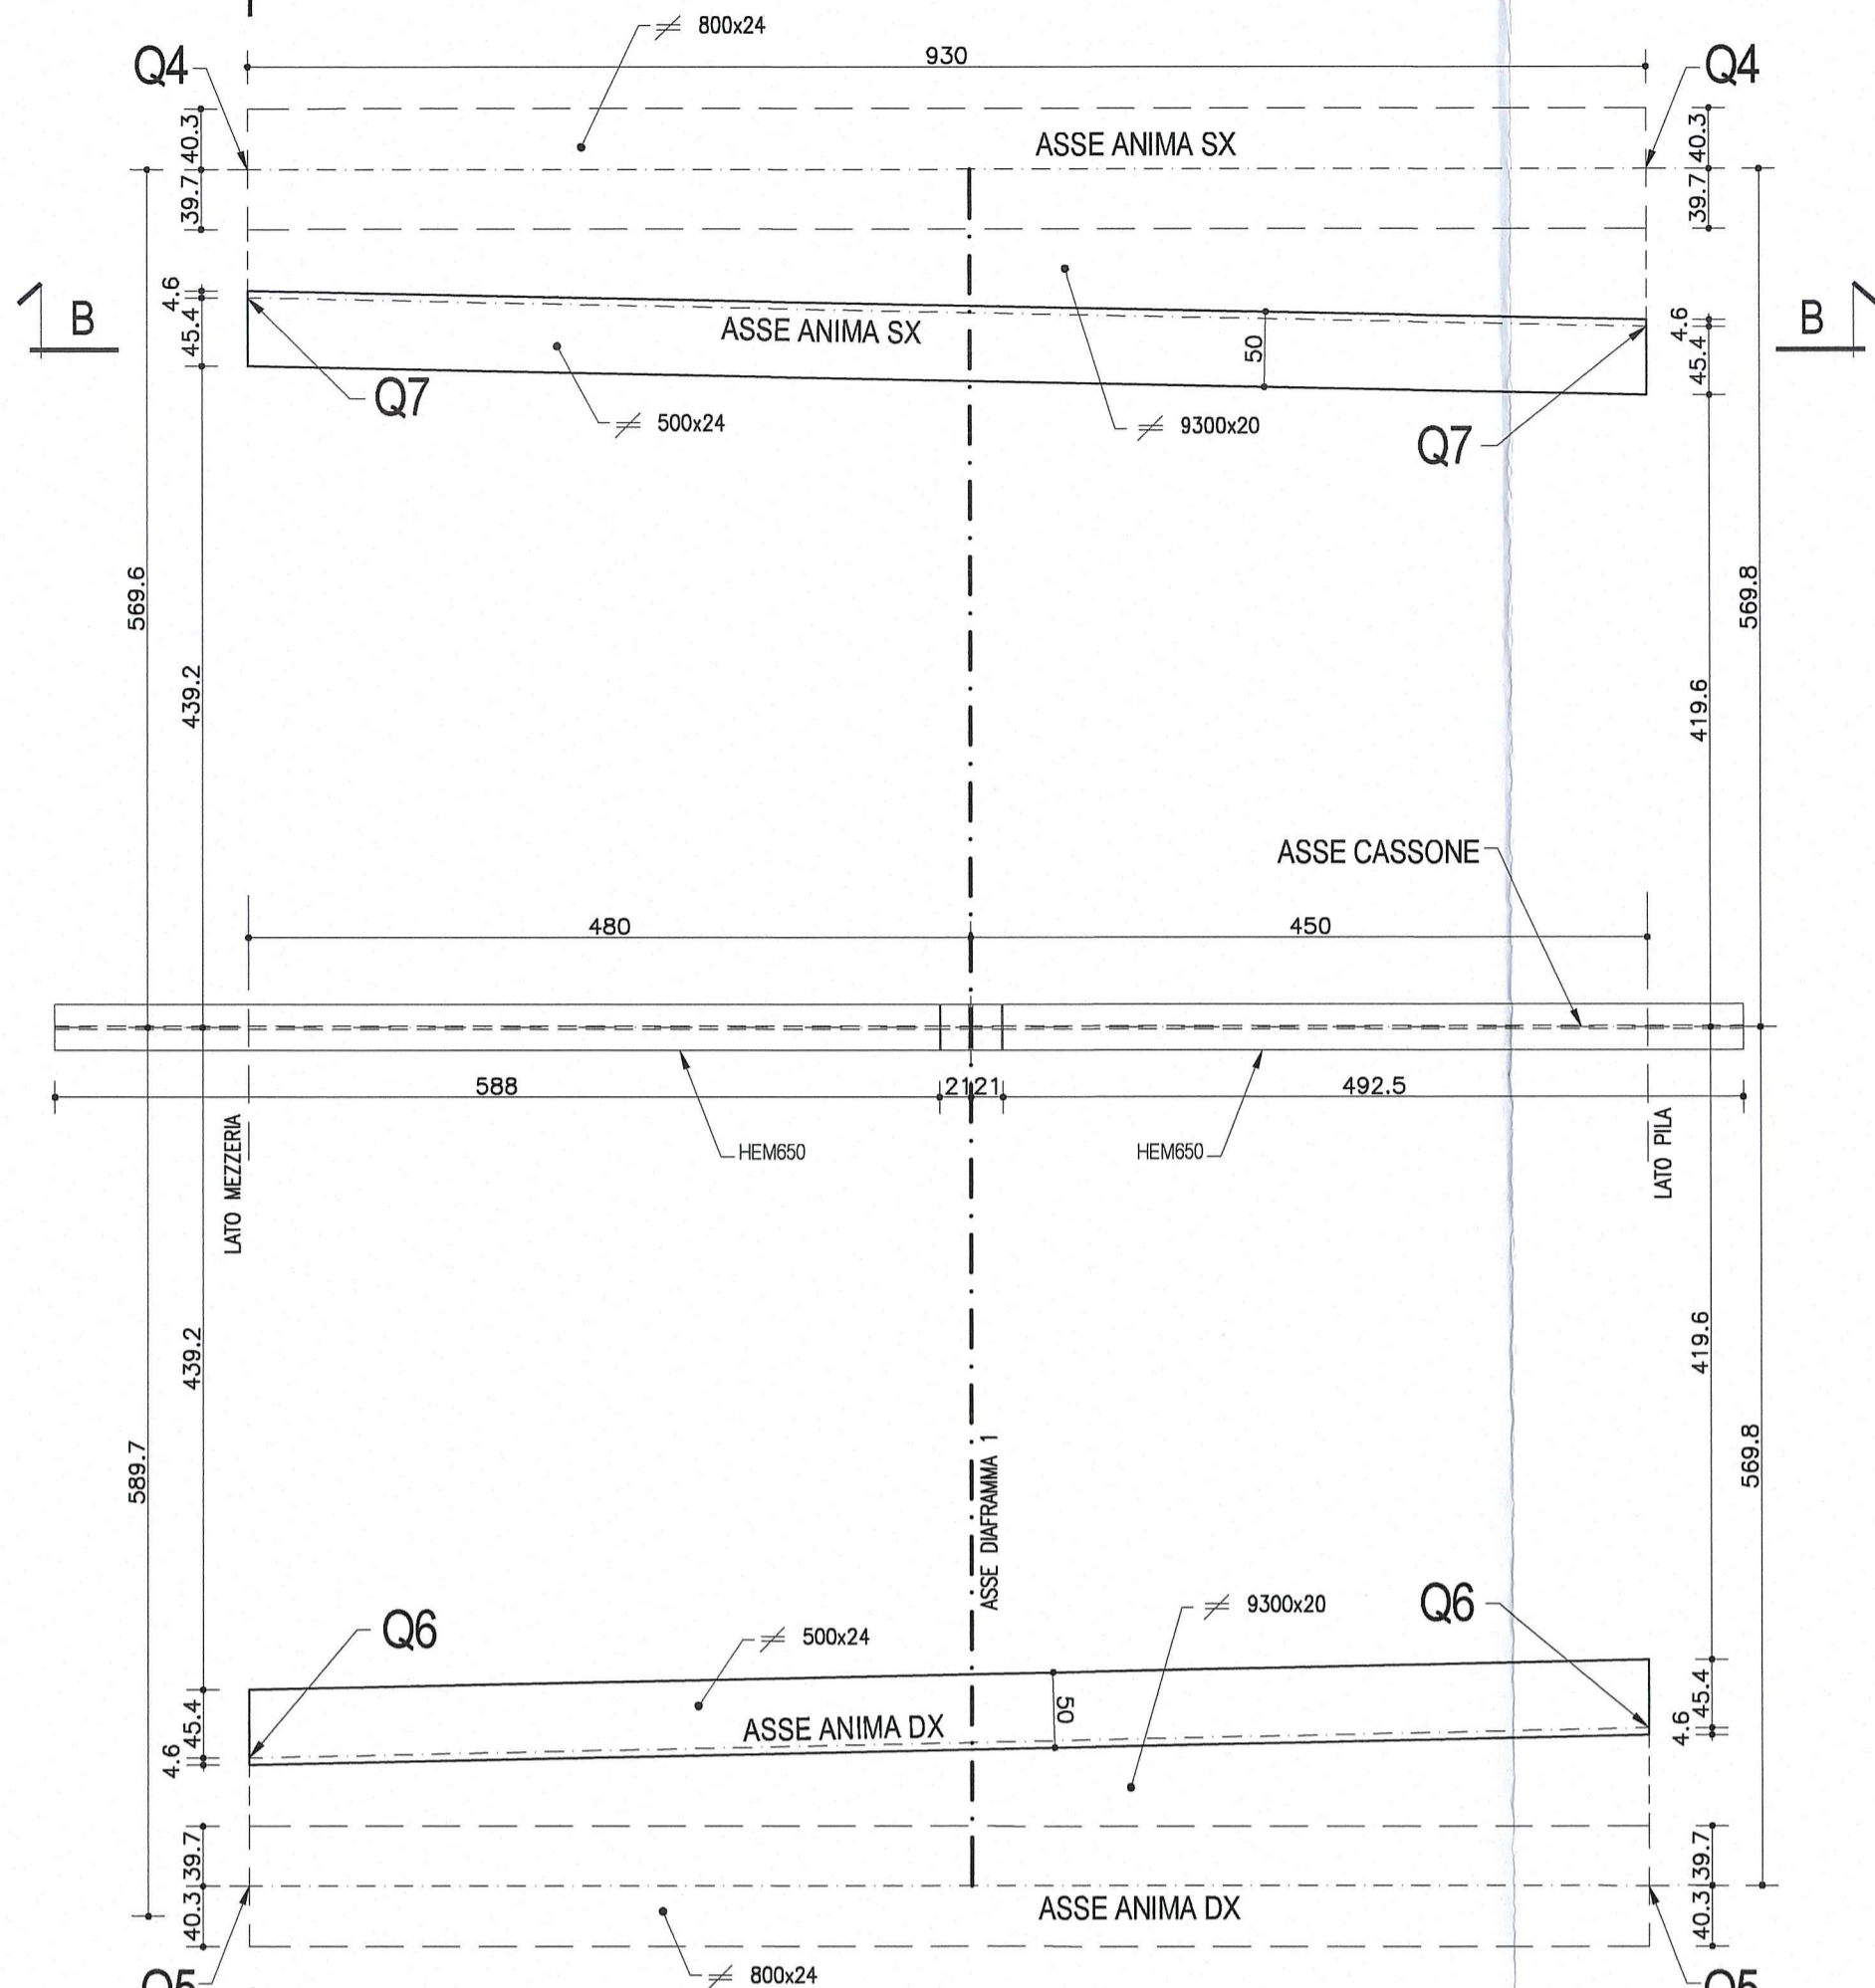 800x24
930
Q4
Q4
40.3
40.3
ASSE ANIMA SX
39.7
39.7
4.6
B
ASSE ANIMA SX
45.4
50
4.6
B
45.4
Q7
500x24
9300x20
Q7
569.6
569.8
439.2
419.6
ASSE CASSONE
480
450
588
21
21
492.5
HEM650
HEM650
LATO MEZZERIA
LATO PILA
439.2
419.6
589.7
569.8
ASSE DIAFRAMMA 1
Q6
500x24
9300x20
Q6
45.4
ASSE ANIMA DX
50
45.4
4.6
4.6
39.7
39.7
40.3
ASSE ANIMA DX
40.3
Q5
800x24
Q5